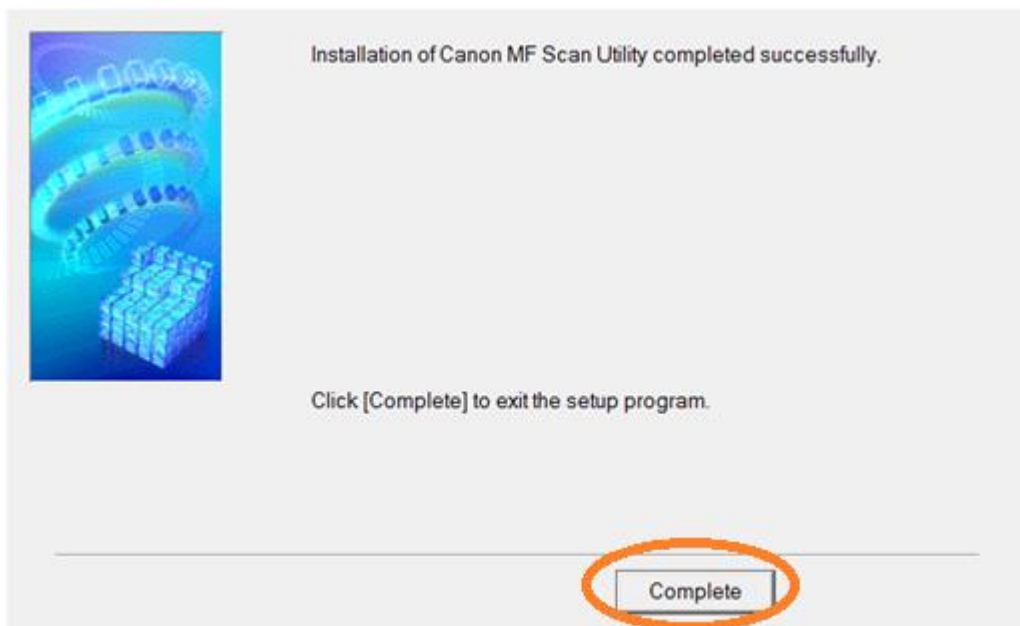 Installation of Canon MF Scan Utility completed successfully.
Click [Complete] to exit the setup program.
Complete